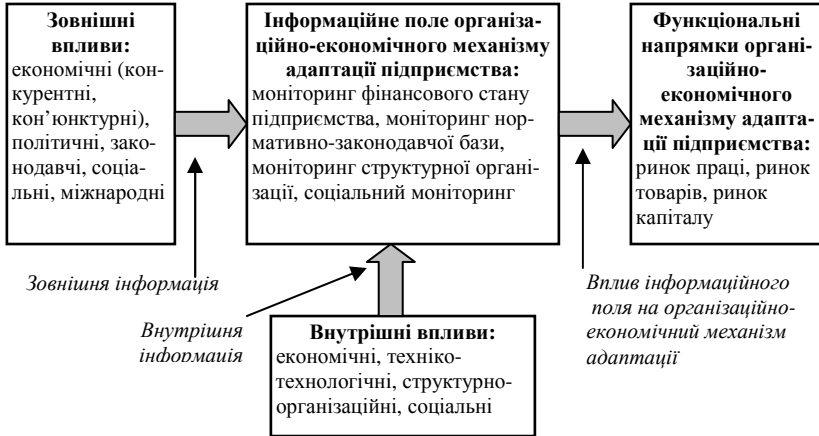 Зовнішні
впливи:
економічні (кон-
курентні,
кон’юнктурні),
політичні, зако-
нодавчі, соціа-
льні, міжнародні
Інформаційне поле організа-
ційно-економічного механізму
адаптації підприємства:
моніторинг фінансового стану
підприємства, моніторинг нор-
мативно-законодавчої бази,
моніторинг структурної органі-
зації, соціальний моніторинг
Функціональні
напрямки органі-
заційно-
економічного
механізму адапта-
ції підприємства:
ринок праці, ринок
товарів, ринок
капіталу
Зовнішня інформація
Внутрішня
інформація
Внутрішні впливи:
економічні, техніко-
технологічні, структурно-
організаційні, соціальні
Вплив інформаційного
поля на організаційно-
економічний механізм
адаптації